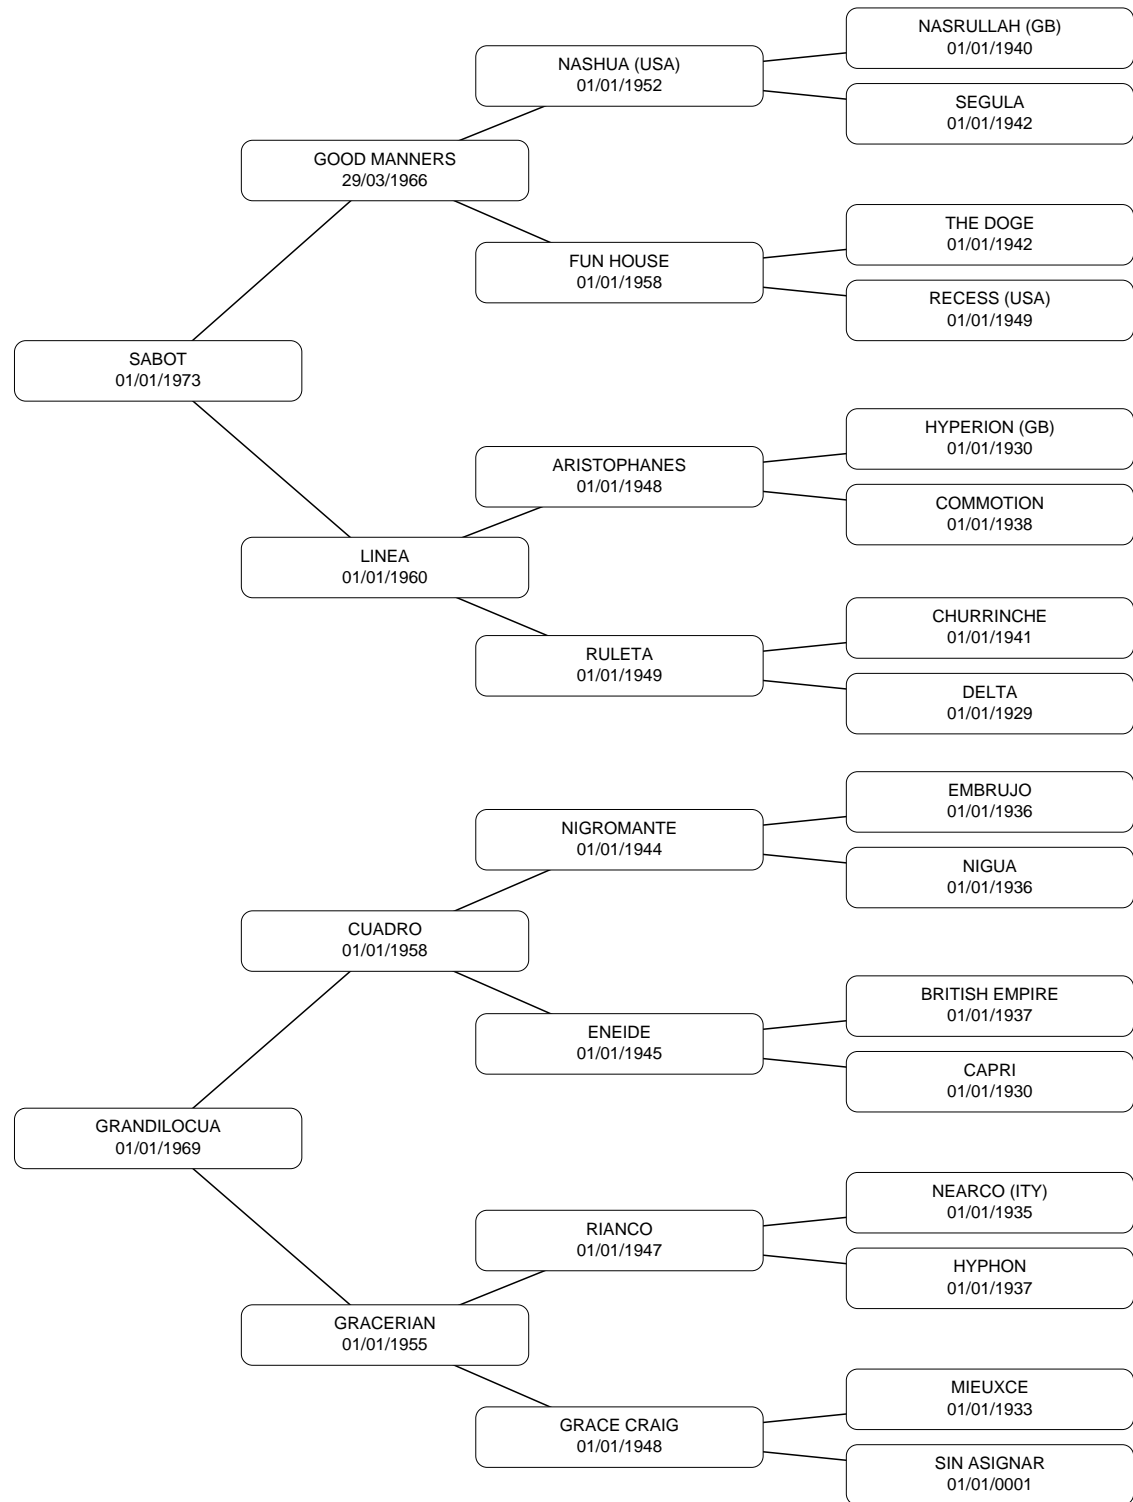 NASRULLAH (GB)
01/01/1940
NASHUA (USA)
01/01/1952
SEGULA
01/01/1942
GOOD MANNERS
29/03/1966
THE DOGE
01/01/1942
FUN HOUSE
01/01/1958
RECESS (USA)
01/01/1949
SABOT
01/01/1973
HYPERION (GB)
01/01/1930
ARISTOPHANES
01/01/1948
COMMOTION
01/01/1938
LINEA
01/01/1960
CHURRINCHE
01/01/1941
RULETA
01/01/1949
DELTA
01/01/1929
EMBRUJO
01/01/1936
NIGROMANTE
01/01/1944
NIGUA
01/01/1936
CUADRO
01/01/1958
BRITISH EMPIRE
01/01/1937
ENEIDE
01/01/1945
CAPRI
01/01/1930
GRANDILOCUA
01/01/1969
NEARCO (ITY)
01/01/1935
RIANCO
01/01/1947
HYPHON
01/01/1937
GRACERIAN
01/01/1955
MIEUXCE
01/01/1933
GRACE CRAIG
01/01/1948
SIN ASIGNAR
01/01/0001